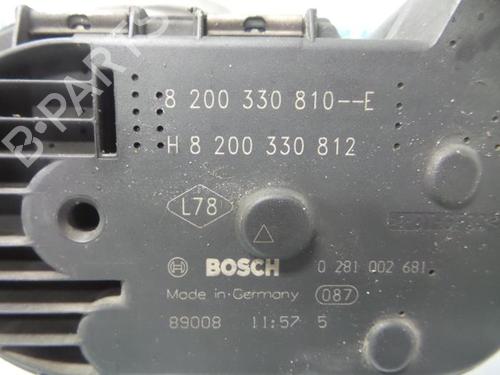 8 200 330 810--E
H 8 200 330 812
L78
BOSCH 0 281 002 681
Made in Germany 087
89008 11:57 5
B-PARTS